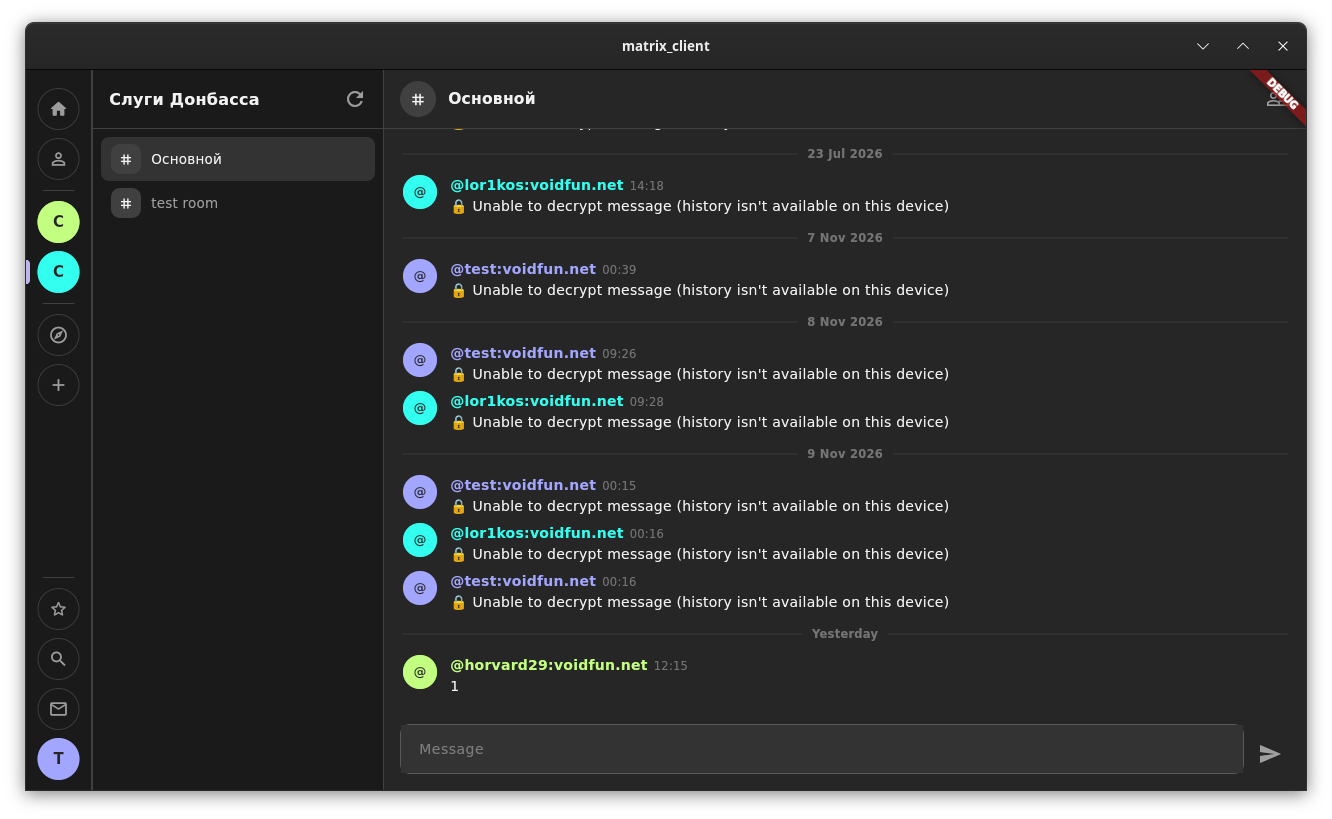 matrix_client
DEBUG
Слуги Донбасса
Основной
Основной
test room
C
C
T
23 Jul 2026
@
@lor1kos:voidfun.net 14:18
🔒 Unable to decrypt message (history isn't available on this device)
7 Nov 2026
@
@test:voidfun.net 00:39
🔒 Unable to decrypt message (history isn't available on this device)
8 Nov 2026
@
@test:voidfun.net 09:26
🔒 Unable to decrypt message (history isn't available on this device)
@
@lor1kos:voidfun.net 09:28
🔒 Unable to decrypt message (history isn't available on this device)
9 Nov 2026
@
@test:voidfun.net 00:15
🔒 Unable to decrypt message (history isn't available on this device)
@
@lor1kos:voidfun.net 00:16
🔒 Unable to decrypt message (history isn't available on this device)
@
@test:voidfun.net 00:16
🔒 Unable to decrypt message (history isn't available on this device)
Yesterday
@
@horvard29:voidfun.net 12:15
1
Message